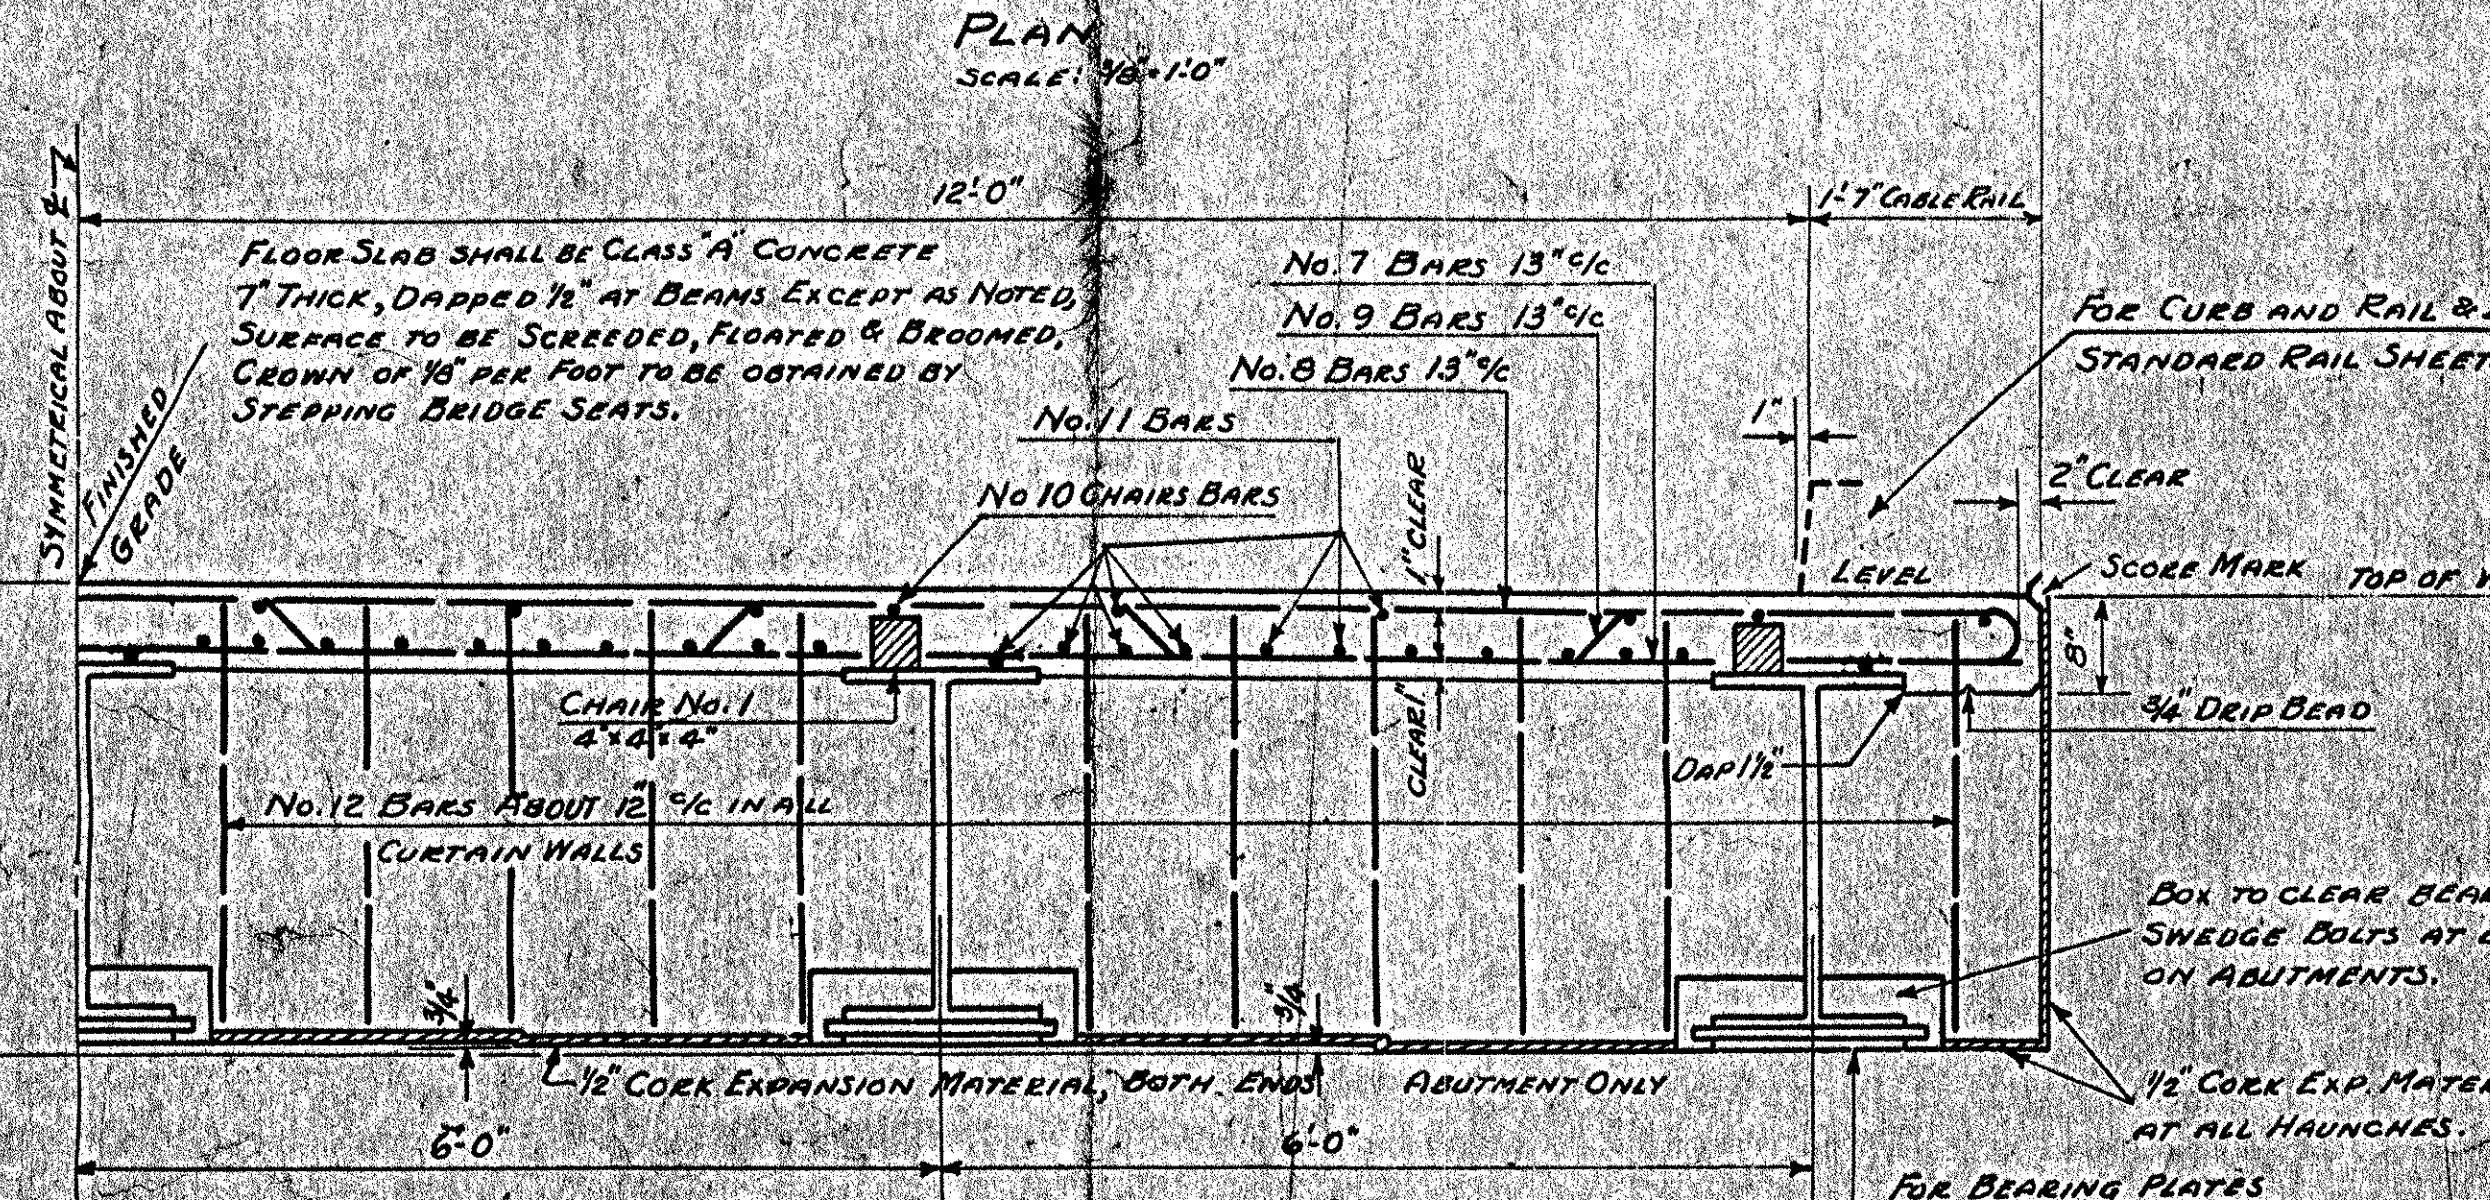 PLAN
SCALE: 3/8" = 1'-0"
SYMMETRICAL ABOUT ℄
12'-0"
1'-7" CABLE RAIL
FLOOR SLAB SHALL BE CLASS "A" CONCRETE
7" THICK, DAPPED 1/2" AT BEAMS EXCEPT AS NOTED,
SURFACE TO BE SCREEDED, FLOATED & BROOMED.
CROWN OF 1/8" PER FOOT TO BE OBTAINED BY
STEPPING BRIDGE SEATS.
FINISHED
GRADE
No. 7 BARS 13" c/c
No. 9 BARS 13" c/c
No. 8 BARS 13" c/c
No. 11 BARS
No 10 CHAIRS BARS
FOR CURB AND RAIL &
STANDARD RAIL SHEET
1"
2" CLEAR
1" CLEAR
LEVEL
SCORE MARK
TOP OF
8"
3/4" DRIP BEAD
CHAIR No. 1
4" x 4" x 4"
CLEAR 1"
DAP 1 1/2"
No. 12 BARS ABOUT 12" c/c IN ALL
CURTAIN WALLS
BOX TO CLEAR
SWEDGE BOLTS AT
ON ABUTMENTS.
3/4"
3/4"
1/2" CORK EXPANSION MATERIAL, BOTH ENDS
ABUTMENT ONLY
1/2" CORK EXP. MATE
AT ALL HAUNCHES.
6'-0"
6'-0"
FOR BEARING PLATES